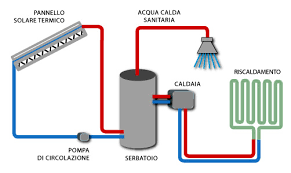 PANNELLO
SOLARE TERMICO
ACQUA CALDA
SANITARIA
CALDAIA
RISCALDAMENTO
POMPA
DI CIRCOLAZIONE
SERBATOIO